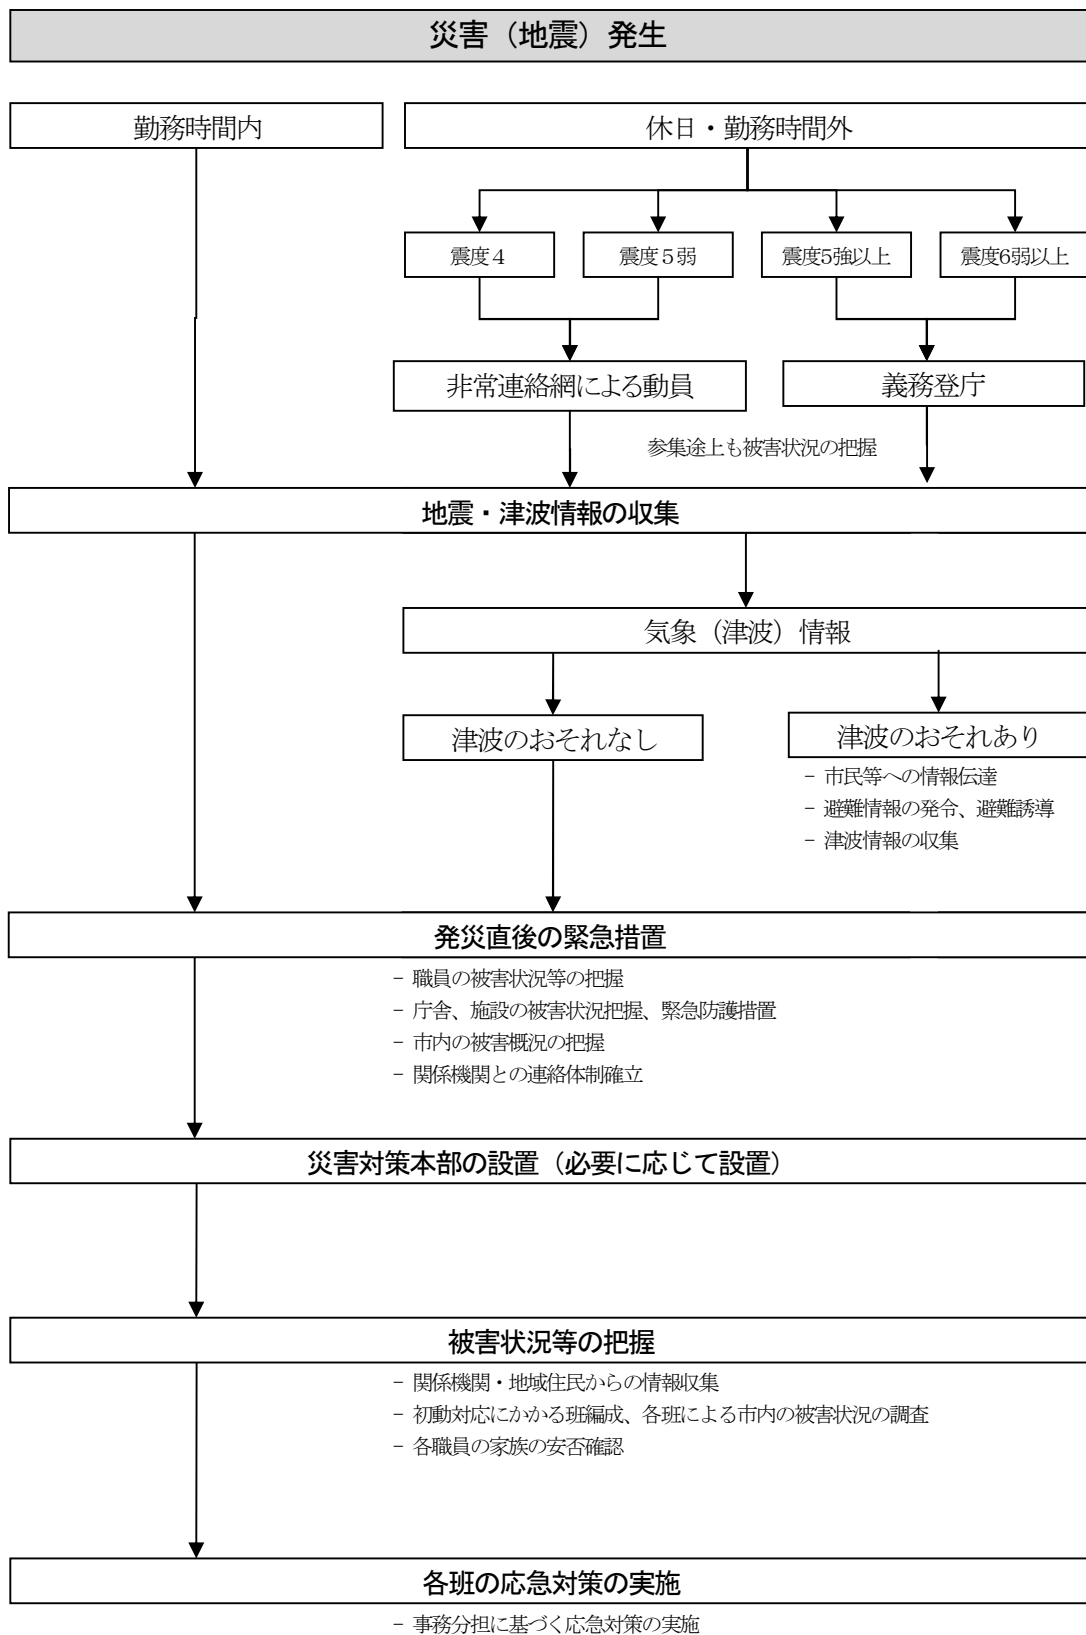 災害（地震）発生
勤務時間内
休日・勤務時間外
震度４
震度５弱
震度5強以上
震度6弱以上
非常連絡網による動員
義務登庁
参集途上も被害状況の把握
地震・津波情報の収集
気象（津波）情報
津波のおそれなし
津波のおそれあり
− 市民等への情報伝達
− 避難情報の発令、避難誘導
− 津波情報の収集
発災直後の緊急措置
− 職員の被害状況等の把握
− 庁舎、施設の被害状況把握、緊急防護措置
− 市内の被害概況の把握
− 関係機関との連絡体制確立
災害対策本部の設置（必要に応じて設置）
被害状況等の把握
− 関係機関・地域住民からの情報収集
− 初動対応にかかる班編成、各班による市内の被害状況の調査
− 各職員の家族の安否確認
各班の応急対策の実施
− 事務分担に基づく応急対策の実施